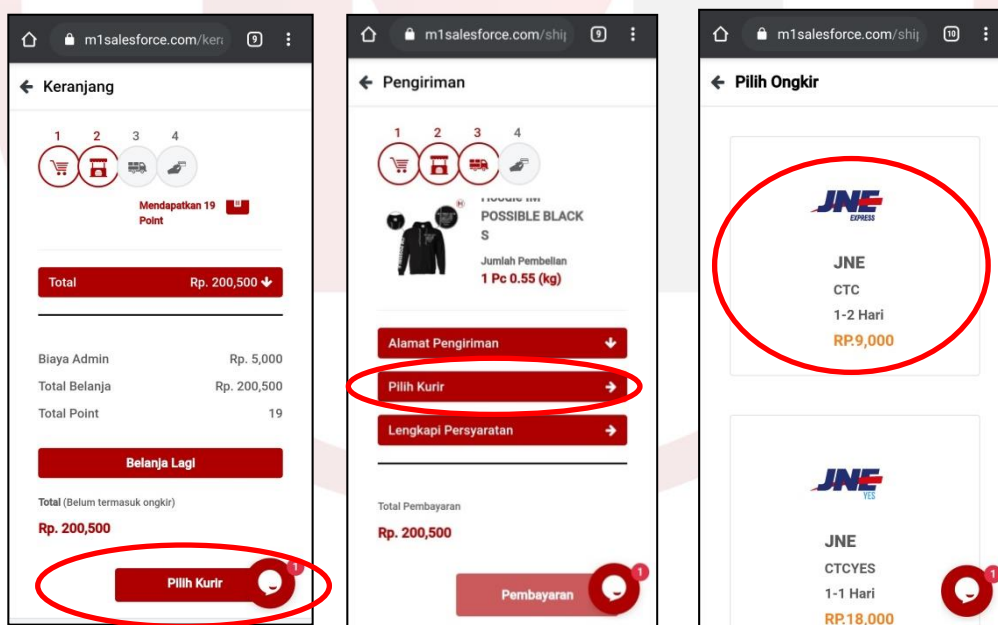 m1salesforce.com/kera
9
Keranjang
1 2 3 4
Mendapatkan 19
Point
Total Rp. 200,500
Biaya Admin Rp. 5,000
Total Belanja Rp. 200,500
Total Point 19
Belanja Lagi
Total (Belum termasuk ongkir)
Rp. 200,500
Pilih Kurir
1
m1salesforce.com/ship
9
Pengiriman
1 2 3 4
H
POSSIBLE BLACK
S
Jumlah Pembelian
1 Pc 0.55 (kg)
Alamat Pengiriman
Pilih Kurir
Lengkapi Persyaratan
Total Pembayaran
Rp. 200,500
Pembayaran
1
m1salesforce.com/ship
10
Pilih Ongkir
JNE
EXPRESS
JNE
CTC
1-2 Hari
RP.9,000
JNE
YES
JNE
CTCYES
1-1 Hari
RP.18,000
1